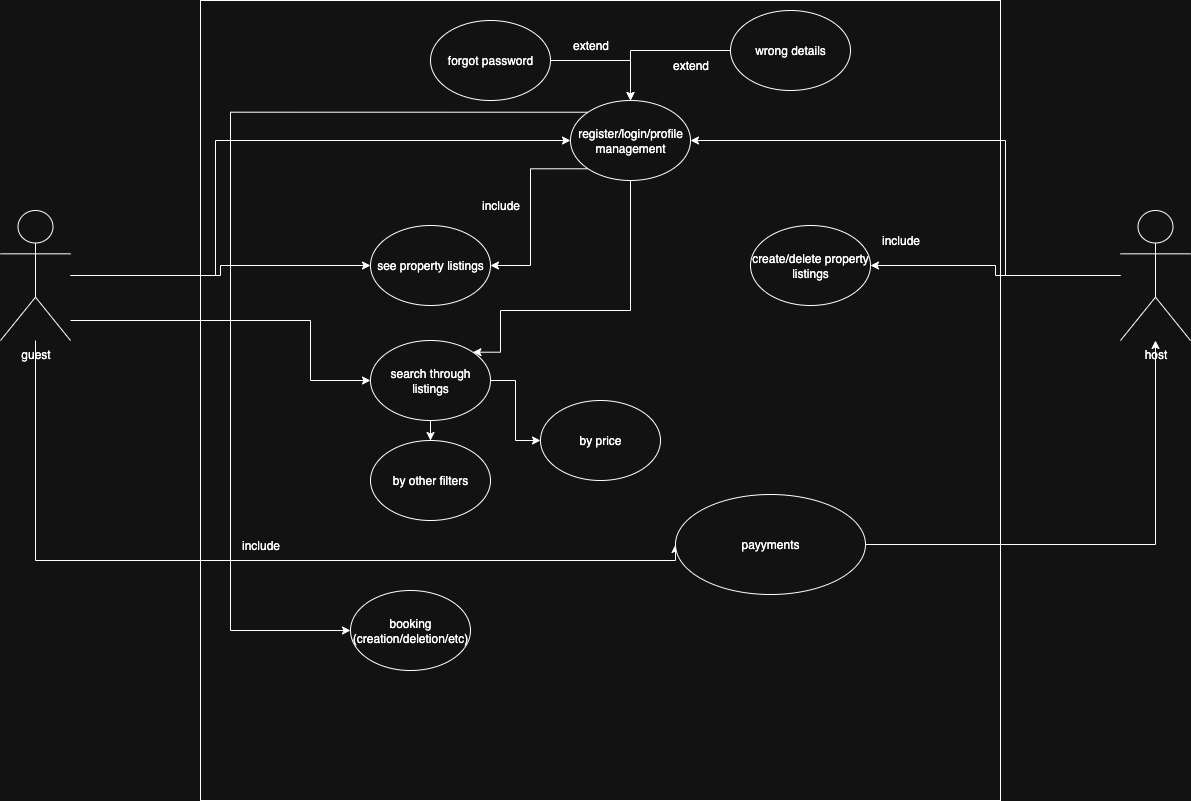 extend
forgot password
wrong details
extend
register/login/profile
management
include
include
see property listings
create/delete property
listings
guest
host
search through
listings
by price
by other filters
include
payyments
booking
(creation/deletion/etc)